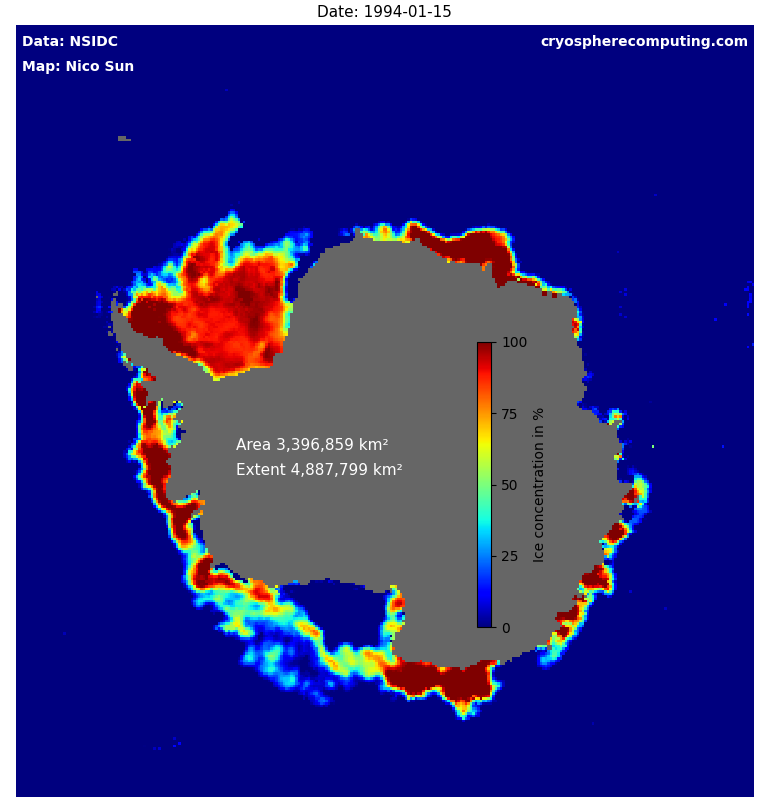 Date: 1994-01-15
Data: NSIDC
cryospherecomputing.com
Map: Nico Sun
100
75
50
25
0
Ice concentration in %
Area 3,396,859 km²
Extent 4,887,799 km²